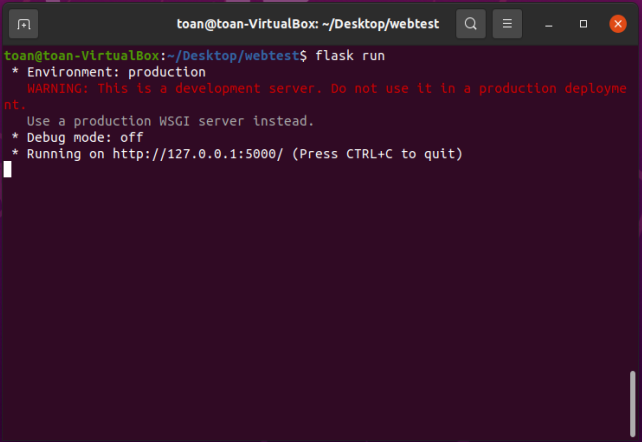 toan@toan-VirtualBox: ~/Desktop/webtest
toan@toan-VirtualBox:~/Desktop/webtest$ flask run
 * Environment: production
   WARNING: This is a development server. Do not use it in a production deployme
nt.
   Use a production WSGI server instead.
 * Debug mode: off
 * Running on http://127.0.0.1:5000/ (Press CTRL+C to quit)